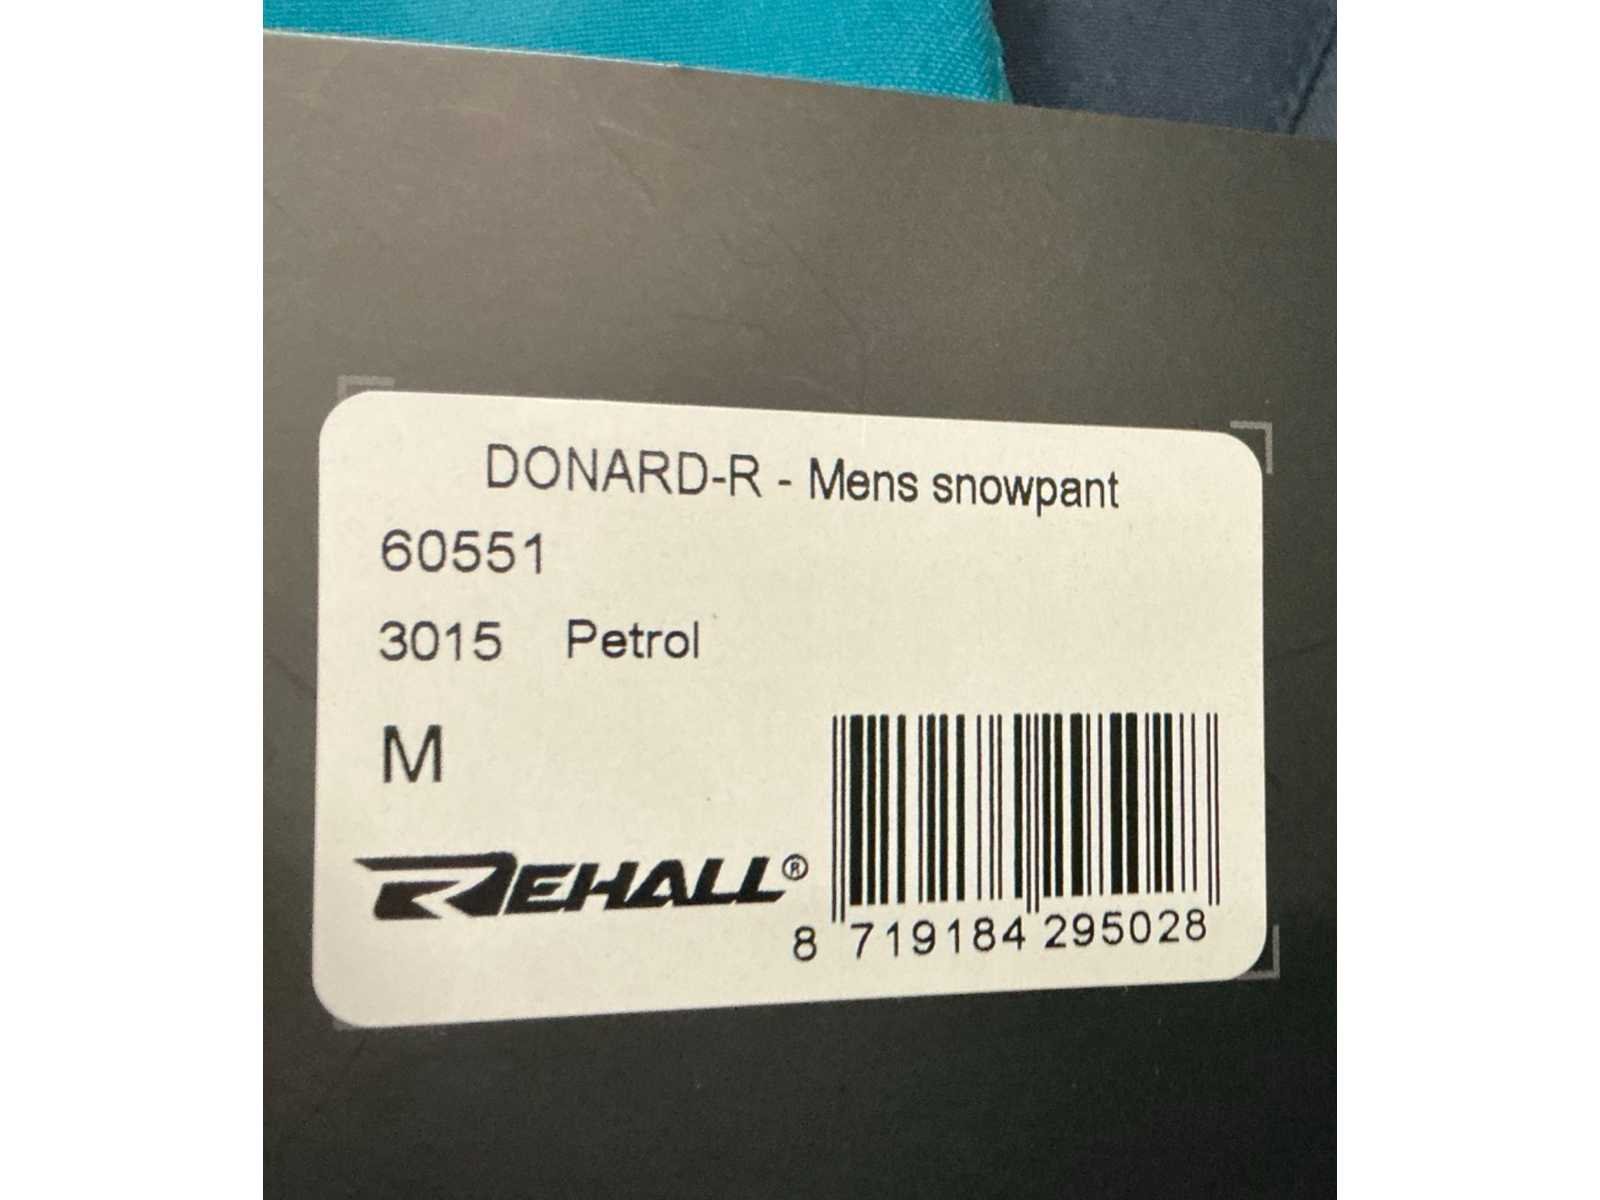 DONARD-R - Mens snowpant
60551
3015 Petrol
M
REHALL®
8 719184 295028